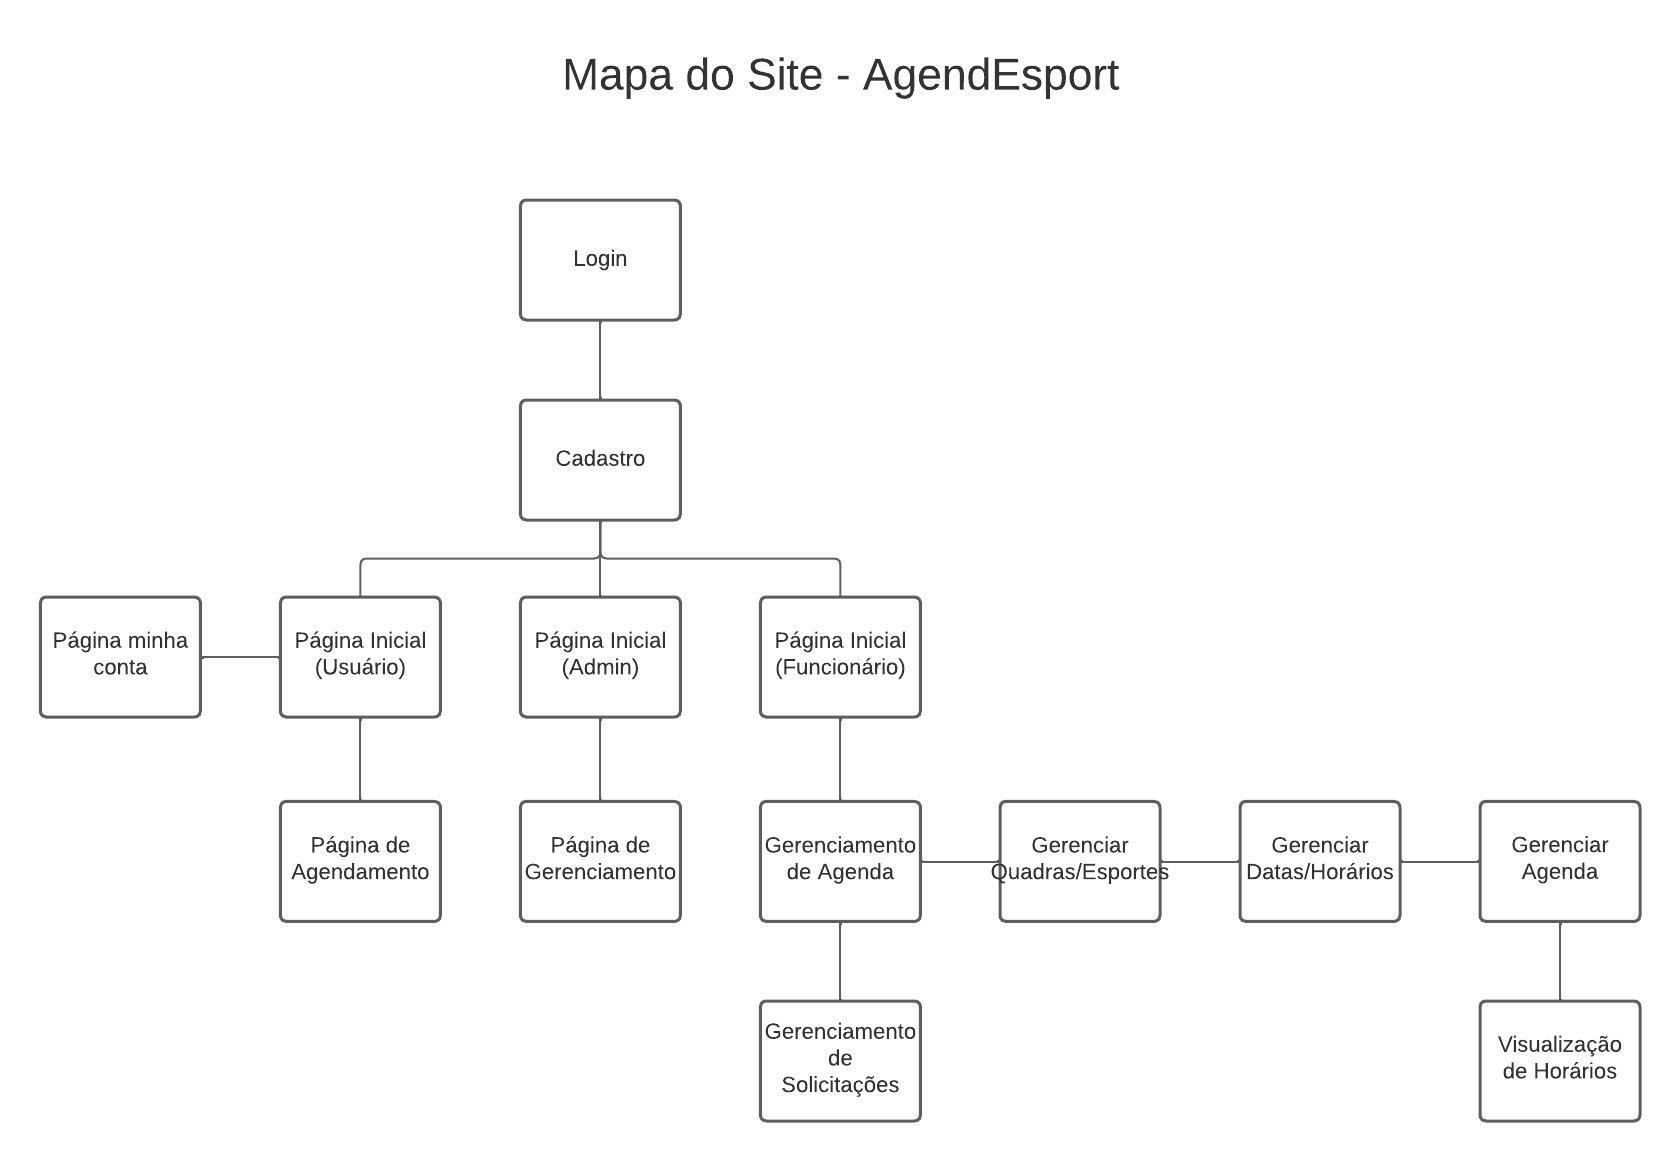 Mapa do Site - AgendEsport
Login
Cadastro
Página minha
conta
Página Inicial
(Usuário)
Página Inicial
(Admin)
Página Inicial
(Funcionário)
Página de
Agendamento
Página de
Gerenciamento
Gerenciamento
de Agenda
Gerenciar
Quadras/Esportes
Gerenciar
Datas/Horários
Gerenciar
Agenda
Gerenciamento
de
Solicitações
Visualização
de Horários